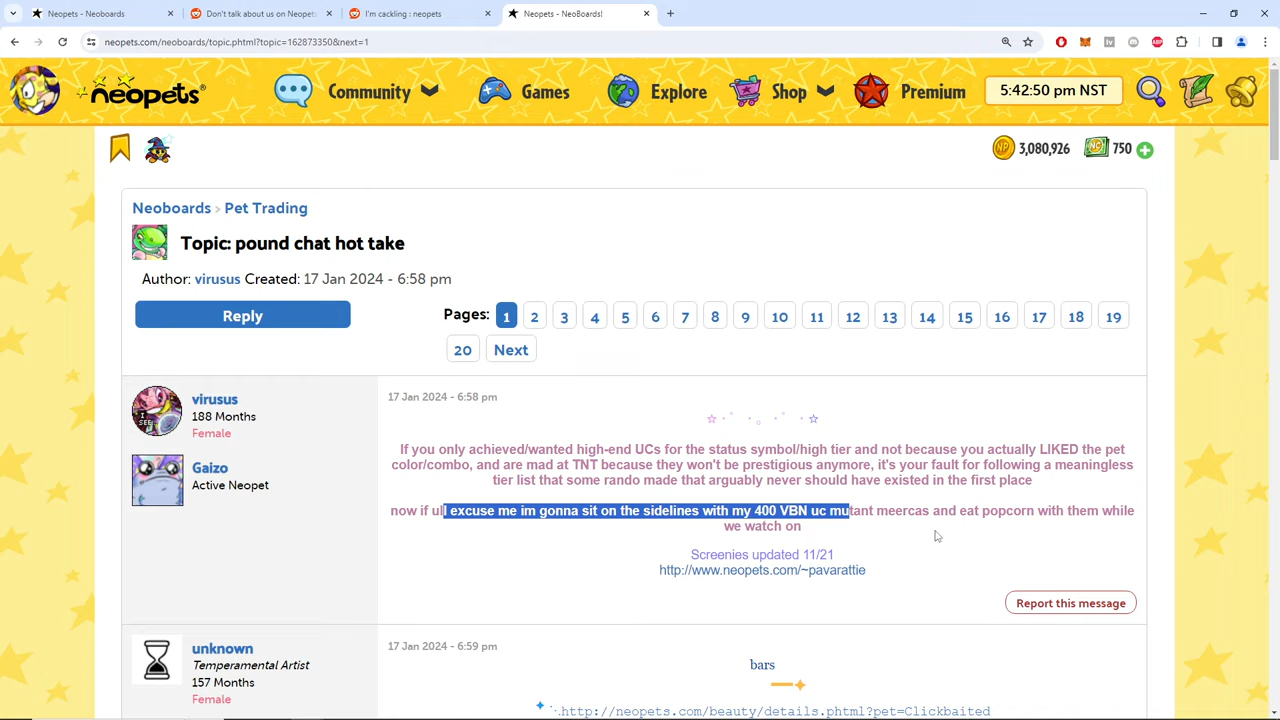 Neopets - Neoboards
Don't talk about us on Neopets
I'm cackling : neopets
Neopets - NeoBoards!
neopets.com/neoboards/topic.phtml?topic=162873350&next=1
neopets
Community
Games
Explore
Shop
Premium
5:42:50 pm NST
NP 3,080,926
NC 750
Neoboards > Pet Trading
Topic: pound chat hot take
Author: virusus Created: 17 Jan 2024 - 6:58 pm
Reply
Pages: 1 2 3 4 5 6 7 8 9 10 11 12 13 14 15 16 17 18 19
20 Next
virusus
188 Months
Female
I SEE
Gaizo
Active Neopet
17 Jan 2024 - 6:58 pm
If you only achieved/wanted high-end UCs for the status symbol/high tier and not because you actually LIKED the pet
color/combo, and are mad at TNT because they won't be prestigious anymore, it's your fault for following a meaningless
tier list that some rando made that arguably never should have existed in the first place
now if ull excuse me im gonna sit on the sidelines with my 400 VBN uc mutant meercas and eat popcorn with them while
we watch on
Screenies updated 11/21
http://www.neopets.com/~pavarattie
Report this message
unknown
Temperamental Artist
157 Months
Female
17 Jan 2024 - 6:59 pm
bars
http://neopets.com/beauty/details.phtml?pet=Clickbaited